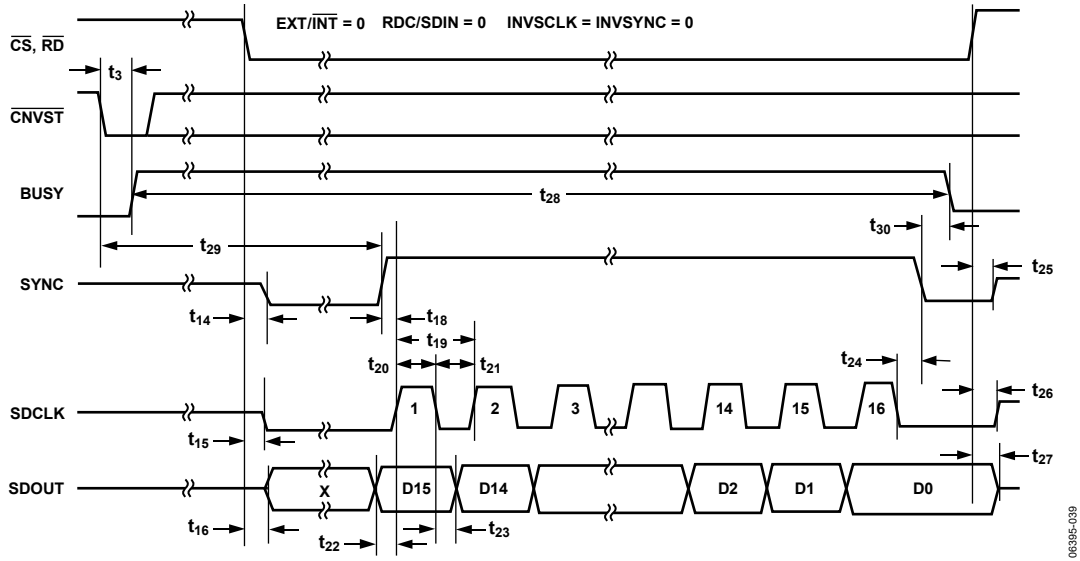 EXT/INT = 0 RDC/SDIN = 0 INVSCLK = INVSYNC = 0
CS, RD
t3
CNVST
BUSY
t28
t30
t29
t25
SYNC
t14
t18
t19
t20
t21
t24
t26
SDCLK
1
2
3
14
15
16
t15
t27
SDOUT
X
D15
D14
D2
D1
D0
t16
t22
t23
06395-039